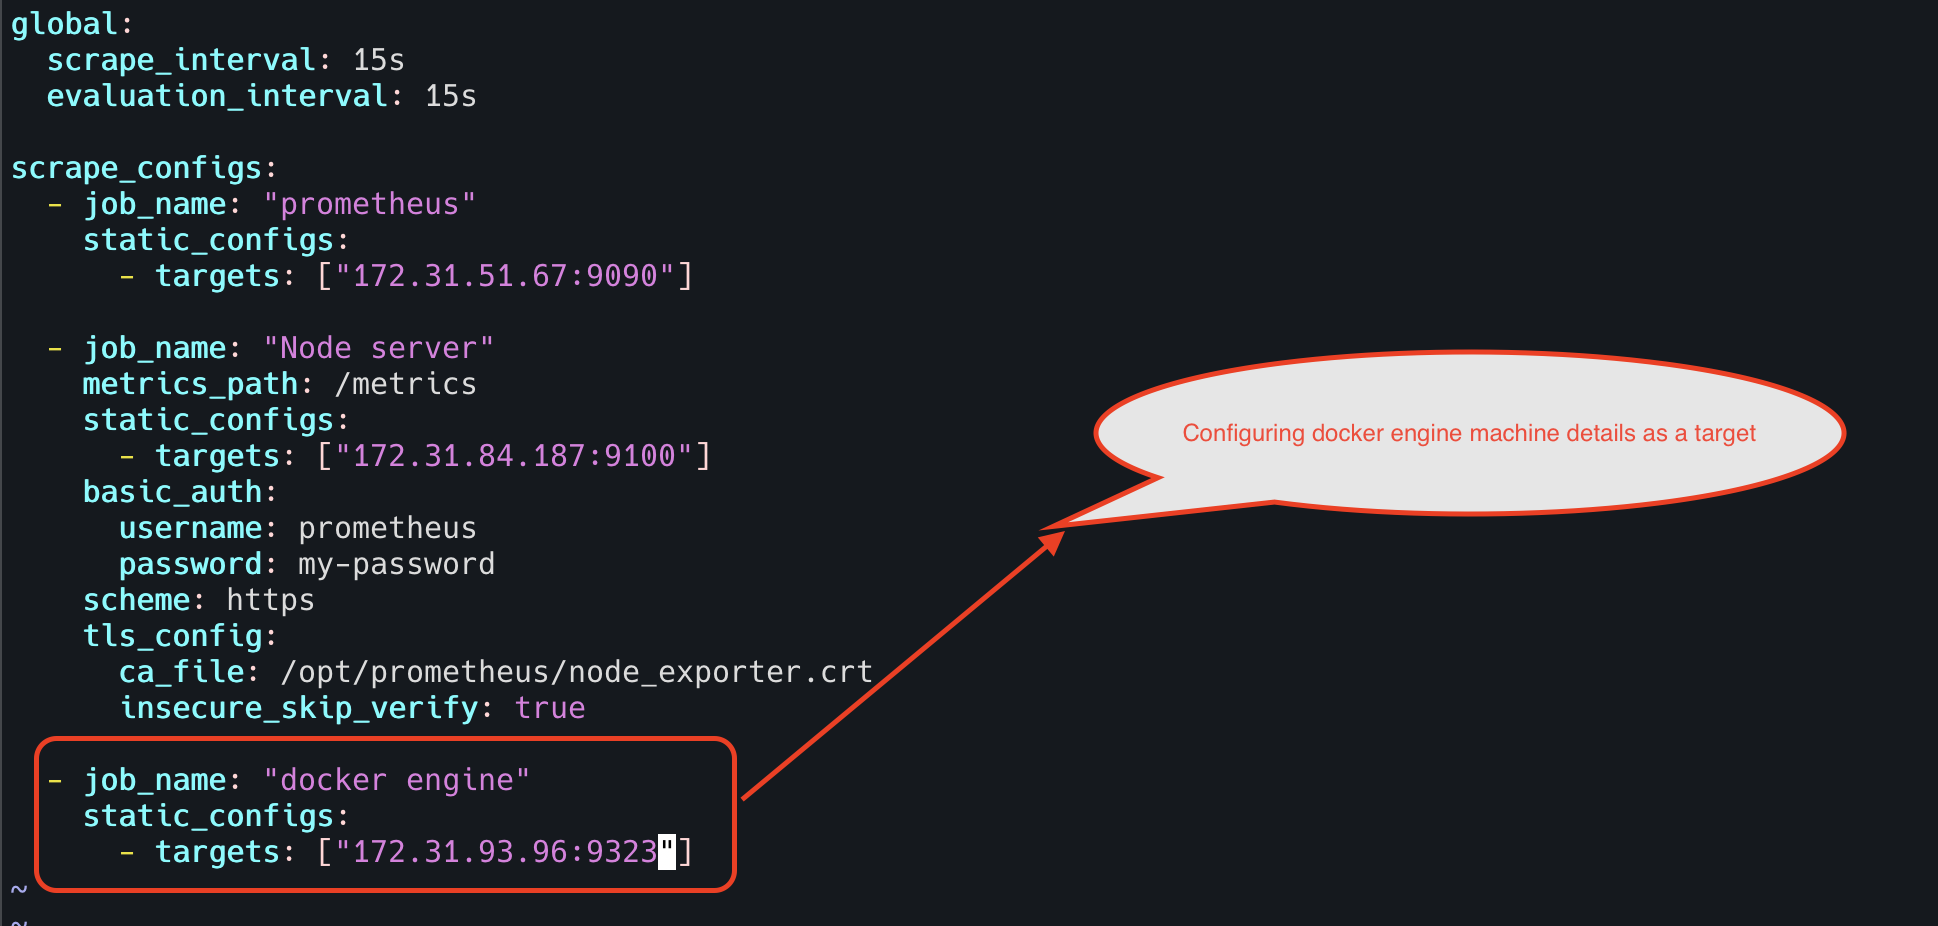 global:
  scrape_interval: 15s
  evaluation_interval: 15s

scrape_configs:
  - job_name: "prometheus"
    static_configs:
      - targets: ["172.31.51.67:9090"]

  - job_name: "Node server"
    metrics_path: /metrics
    static_configs:
      - targets: ["172.31.84.187:9100"]
    basic_auth:
      username: prometheus
      password: my-password
    scheme: https
    tls_config:
      ca_file: /opt/prometheus/node_exporter.crt
      insecure_skip_verify: true

  - job_name: "docker engine"
    static_configs:
      - targets: ["172.31.93.96:9323"]
~
~
Configuring docker engine machine details as a target